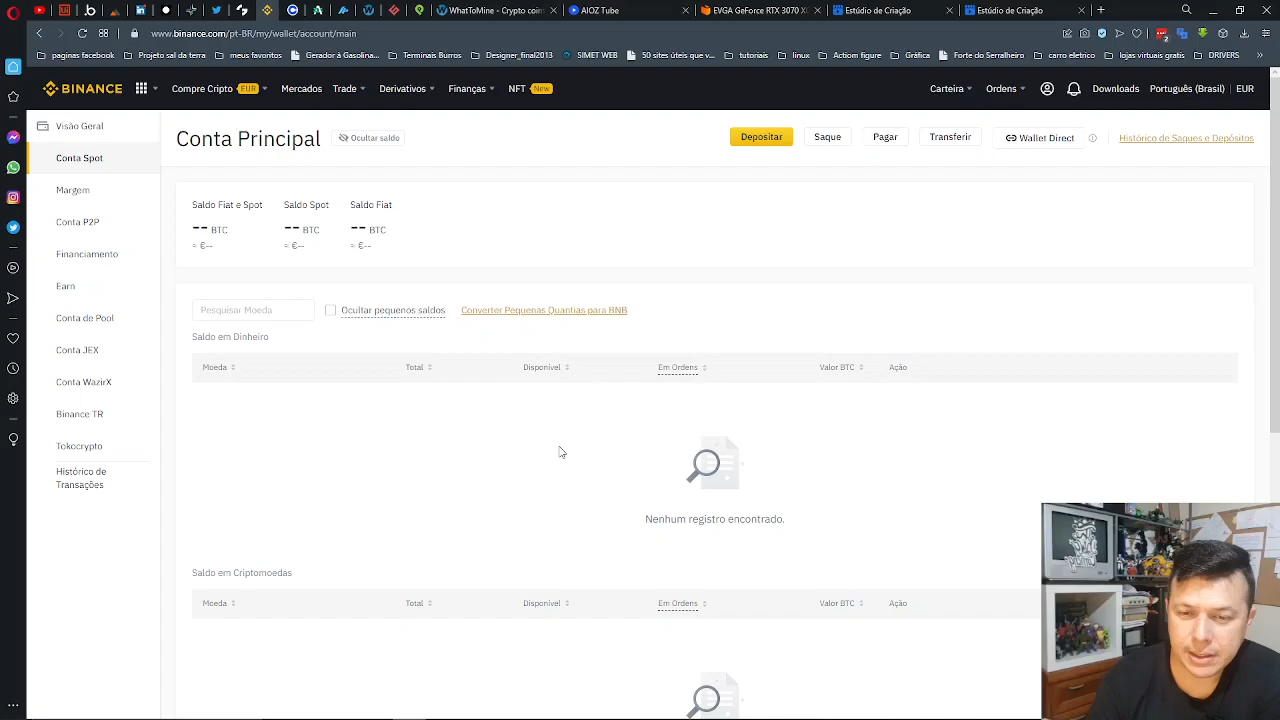 WhatToMine - Crypto coins
AIOZ Tube
EVGA GeForce RTX 3070 XC
Estúdio de Criação
Estúdio de Criação
www.binance.com/pt-BR/my/wallet/account/main
paginas facebook
Projeto sal da terra
meus favoritos
Gerador à Gasolina...
Terminais Burros
Designer_final2013
SIMET WEB
50 sites úteis que v...
linux
Action figure
Games
Forte do Serralhos
carro eletrico
lojas virtuais gratis
DRIVERS
BINANCE
Compre Cripto EUR
Mercados
Trade
Derivativos
Finanças
NFT New
Carteira
Ordens
Downloads
Português (Brasil)
EUR
Visão Geral
Conta Spot
Margem
Conta P2P
Financiamento
Earn
Conta de Pool
Conta JEX
Conta WazirX
Binance TR
Tokocrypto
Histórico de
Transações
Conta Principal
Ocultar saldo
Depositar
Saque
Pagar
Transferir
Wallet Direct
Histórico de Saques e Depósitos
Saldo Fiat e Spot
Saldo Spot
Saldo Fiat
-- BTC
-- BTC
-- BTC
≈ €--
≈ €--
≈ €--
Pesquisar Moeda
Ocultar pequenos saldos
Converter Pequenas Quantias para BNB
Saldo em Dinheiro
Moeda
Total
Disponível
Em Ordens
Valor BTC
Ação
Nenhum registro encontrado.
Saldo em Criptomoedas
Moeda
Total
Disponível
Em Ordens
Valor BTC
Ação